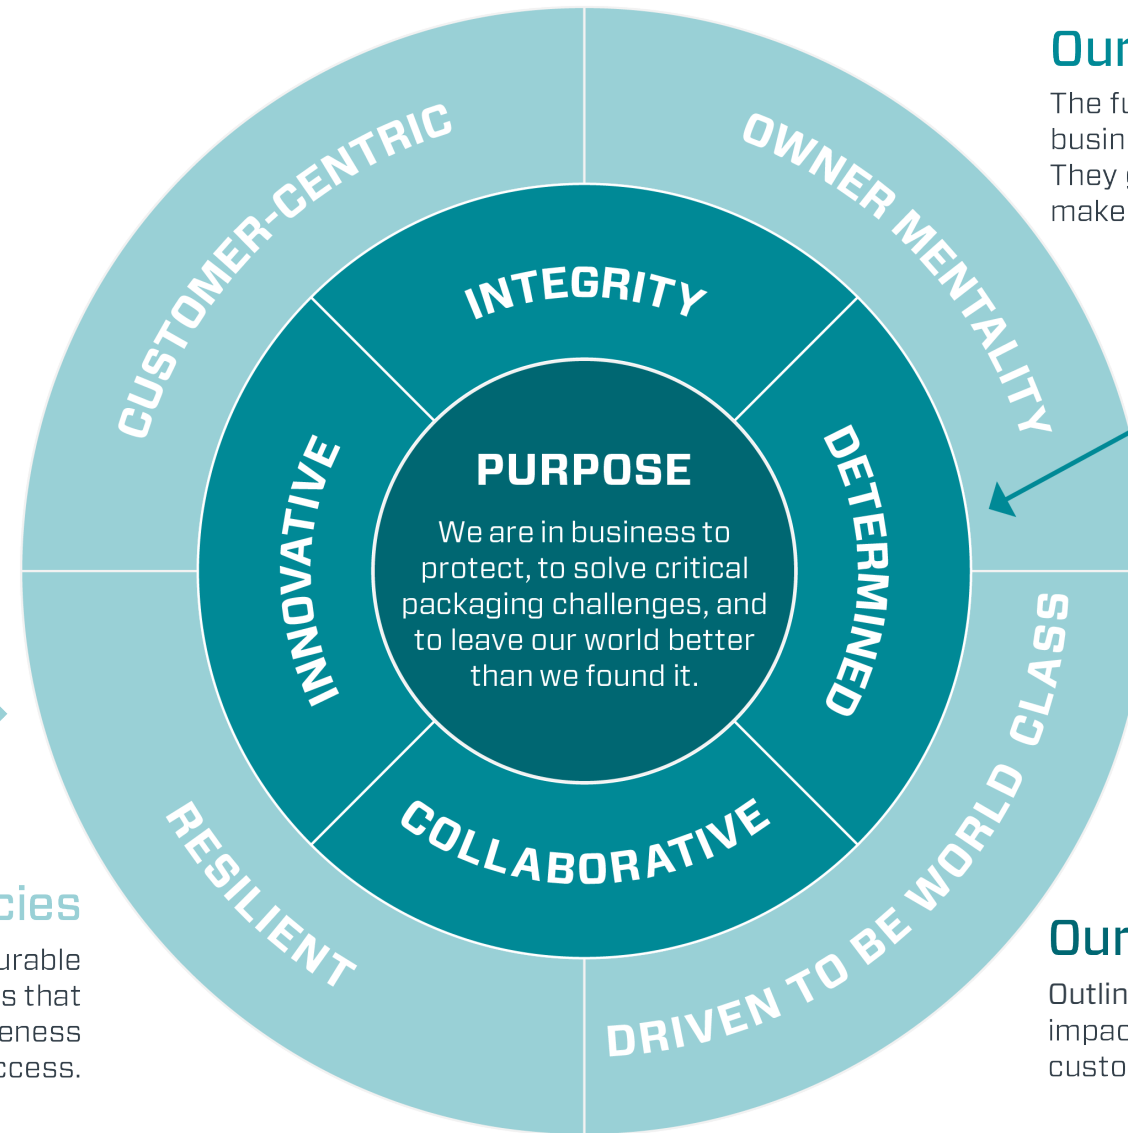 CUSTOMER-CENTRIC
OWNER MENTALITY
INTEGRITY
INNOVATIVE
DETERMINED
PURPOSE
We are in business to
protect, to solve critical
packaging challenges, and
to leave our world better
than we found it.
COLLABORATIVE
RESILIENT
DRIVEN TO BE WORLD CLASS
Our
The
busin
They
make
cies
urable
s that
eness
ccess.
Our
Outlin
impac
custo